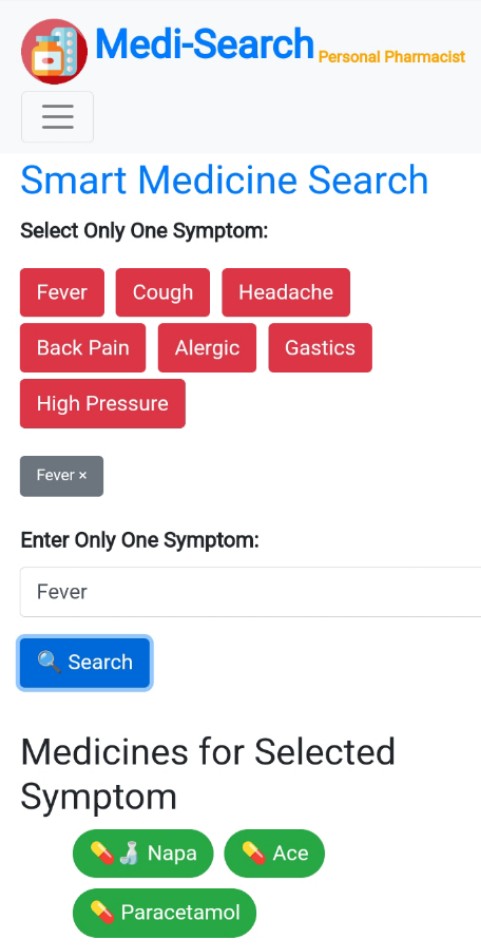 Medi-Search Personal Pharmacist
Smart Medicine Search
Select Only One Symptom:
Fever Cough Headache
Back Pain Alergic Gastics
High Pressure
Fever ×
Enter Only One Symptom:
Fever
🔍 Search
Medicines for Selected
Symptom
💊🍶 Napa 💊 Ace
💊 Paracetamol